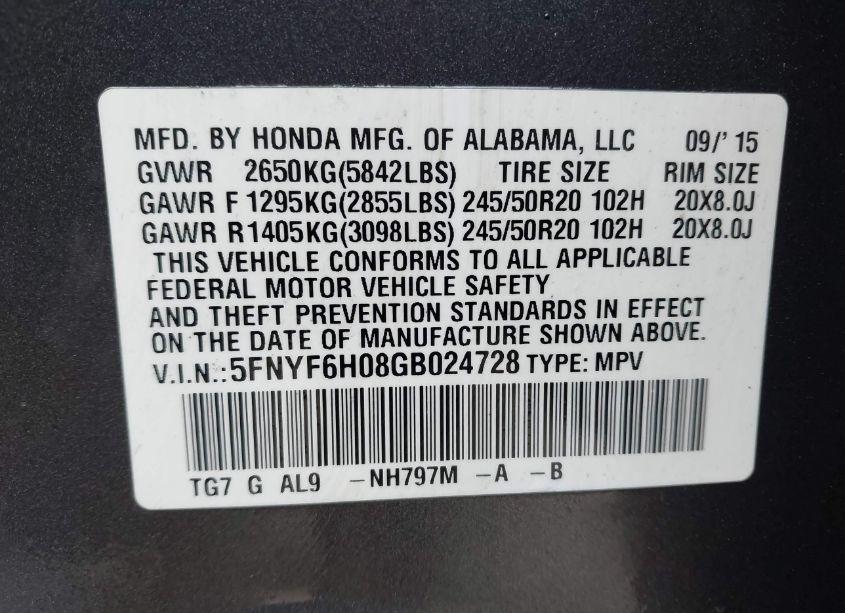 MFD. BY HONDA MFG. OF ALABAMA, LLC 09/' 15
GVWR 2650KG(5842LBS) TIRE SIZE RIM SIZE
GAWR F 1295KG(2855LBS) 245/50R20 102H 20X8.0J
GAWR R1405KG(3098LBS) 245/50R20 102H 20X8.0J
THIS VEHICLE CONFORMS TO ALL APPLICABLE
FEDERAL MOTOR VEHICLE SAFETY
AND THEFT PREVENTION STANDARDS IN EFFECT
ON THE DATE OF MANUFACTURE SHOWN ABOVE.
V.I.N.:5FNYF6H08GB024728 TYPE: MPV
TG7 G AL9 -NH797M -A -B